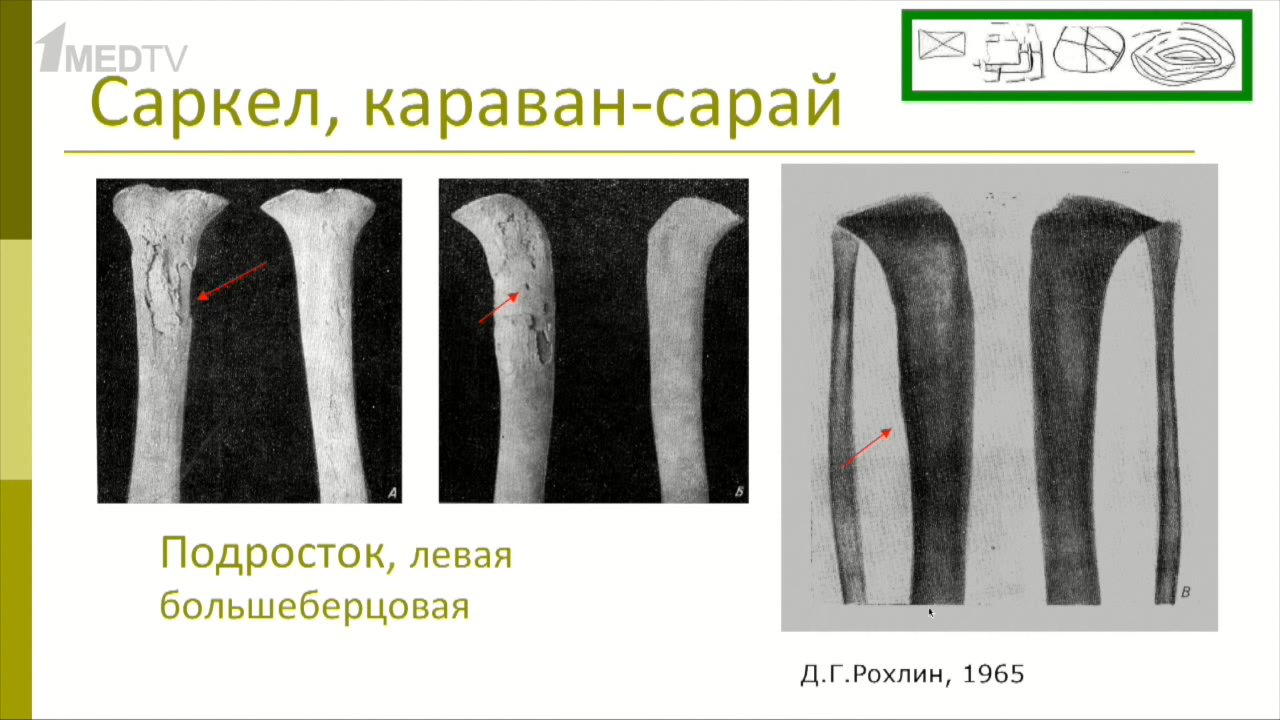 1MEDTV
Саркел, караван-сарай
А
Б
В
Подросток, левая
большеберцовая
Д.Г.Рохлин, 1965